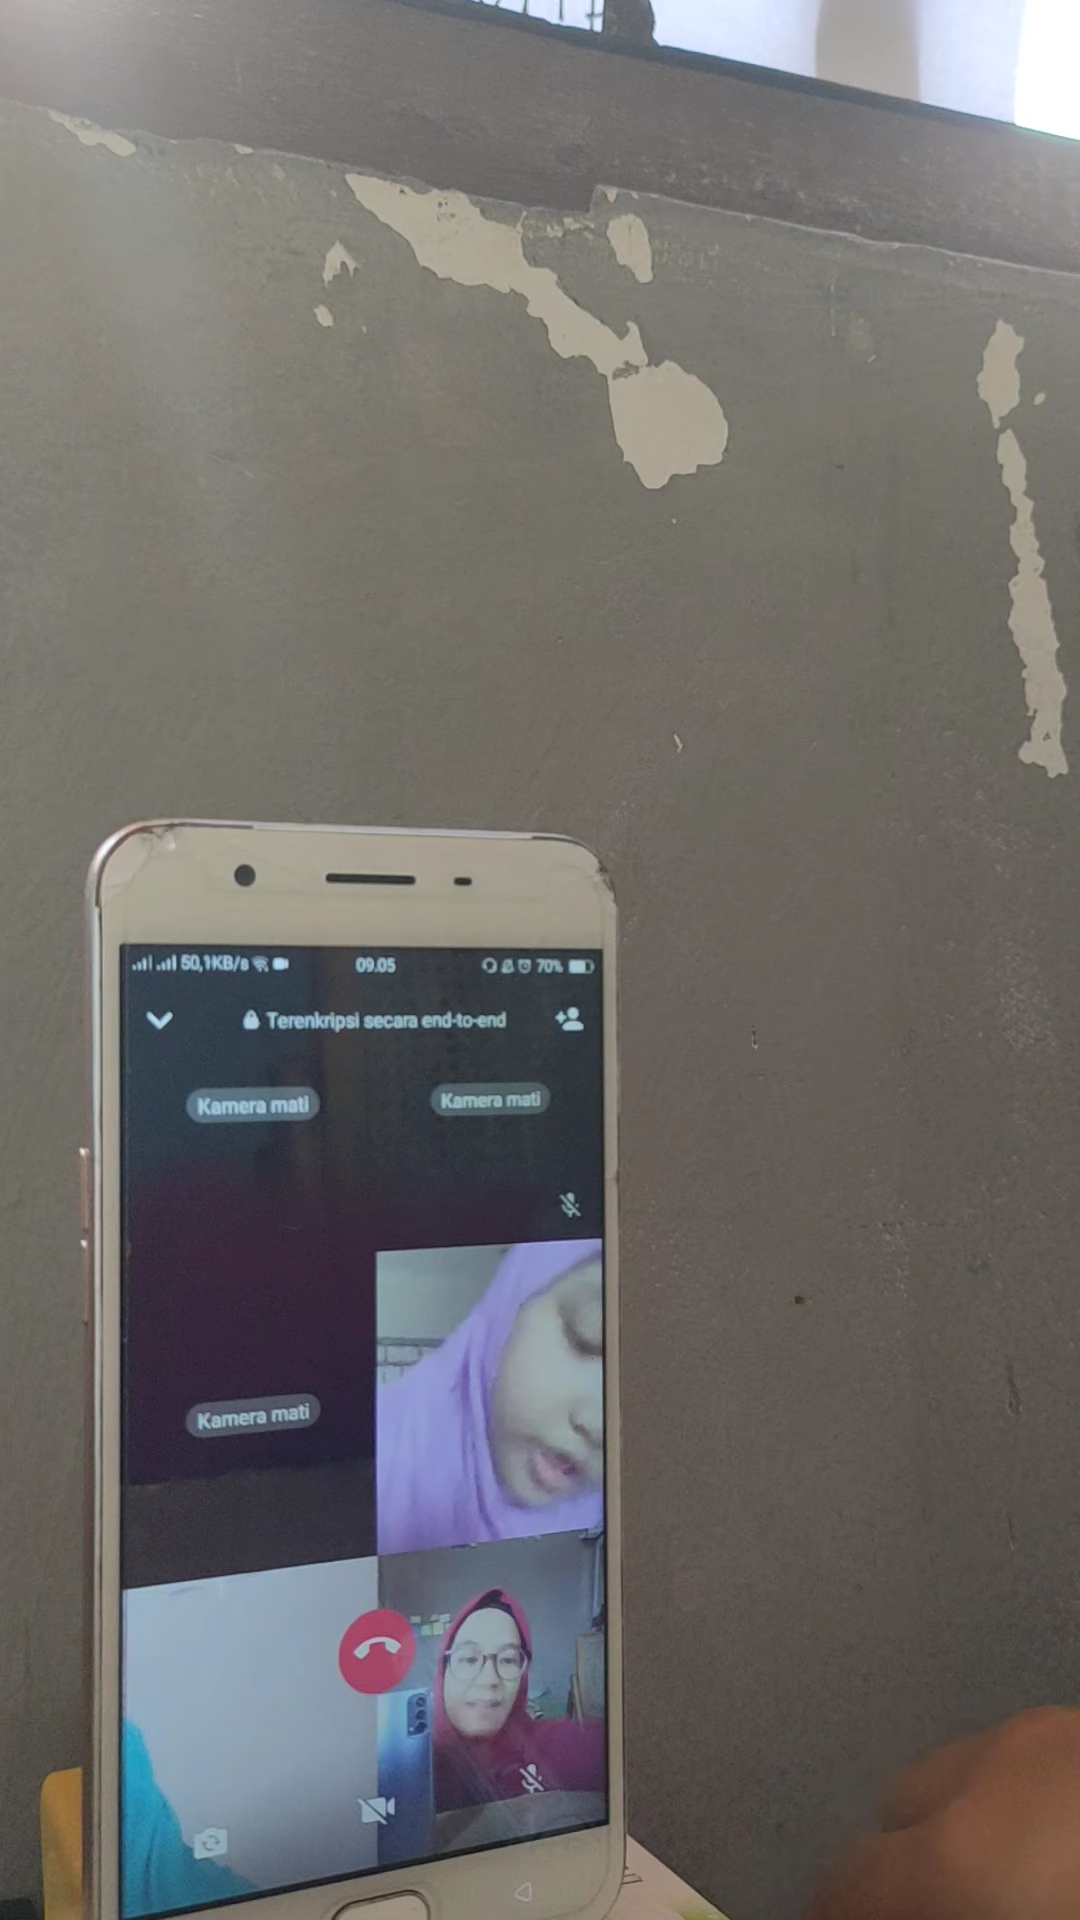 50,1KB/s 09.05 70%
Terenkripsi secara end-to-end
Kamera mati Kamera mati
Kamera mati